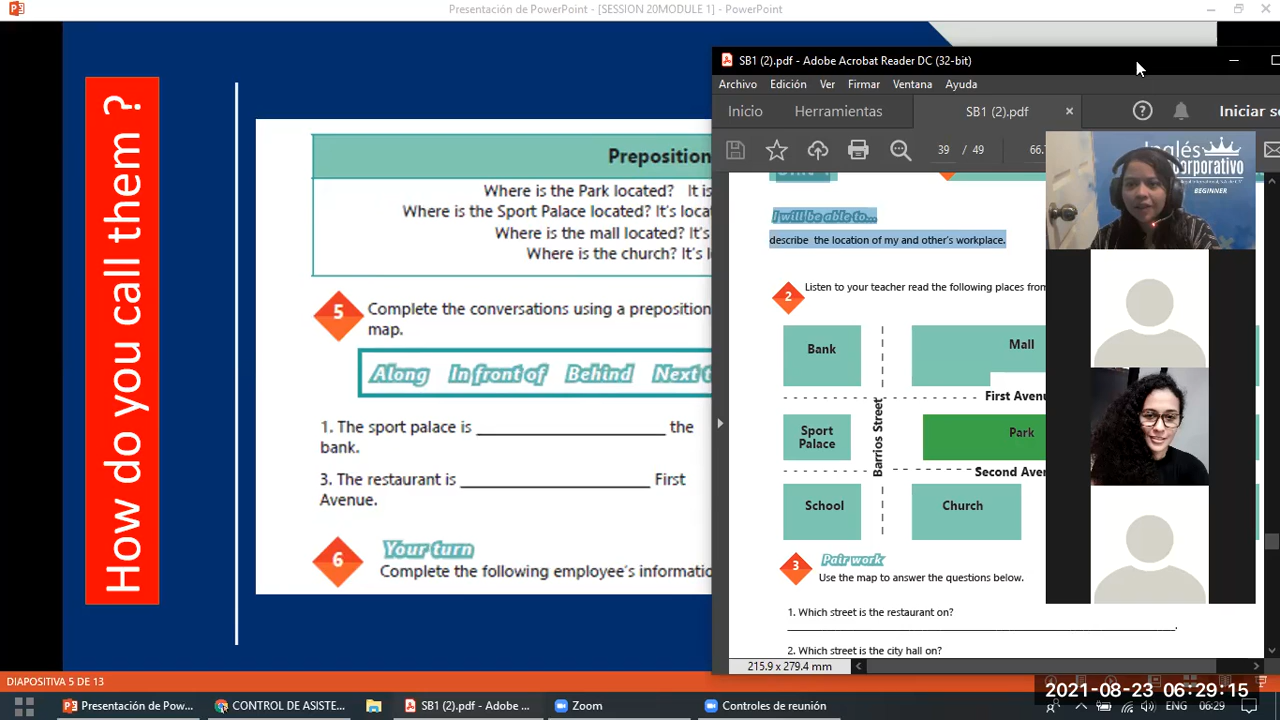 Presentación de PowerPoint - [SESSION 20MODULE 1] - PowerPoint
How do you call them ?
Preposition
Where is the Park located? It is
Where is the Sport Palace located? It's loca
Where is the mall located? It's
Where is the church? It's l
5
Complete the conversations using a preposition
map.
Along In front of Behind Next t
1. The sport palace is ____________________ the
bank.
3. The restaurant is ____________________ First
Avenue.
6
Your turn
Complete the following employee's informatio
SB1 (2).pdf - Adobe Acrobat Reader DC (32-bit)
Archivo Edición Ver Firmar Ventana Ayuda
Inicio Herramientas SB1 (2).pdf Iniciar se
39 / 49 66.
I will be able to...
describe the location of my and other's workplace.
2
Listen to your teacher read the following places from
Bank
Mall
First Avenu
Sport
Palace
Barrios Street
Park
Second Aven
School
Church
3
Pair work
Use the map to answer the questions below.
1. Which street is the restaurant on?
2. Which street is the city hall on?
215.9 x 279.4 mm
Inglés
BEGINNER
DIAPOSITIVA 5 DE 13
2021-08-23 06:29:15
Presentación de Pow...
CONTROL DE ASISTE...
SB1 (2).pdf - Adobe ...
Zoom
Controles de reunión
ENG
06:29